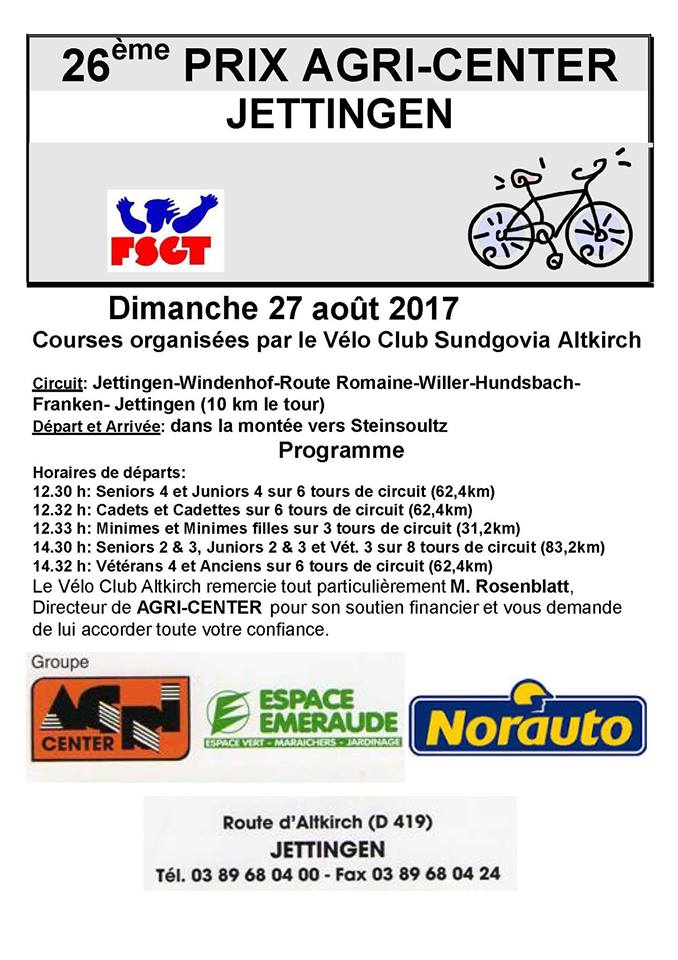 26ème PRIX AGRI-CENTER
JETTINGEN
FSGT
Dimanche 27 août 2017
Courses organisées par le Vélo Club Sundgovia Altkirch
Circuit: Jettingen-Windenhof-Route Romaine-Willer-Hundsbach-
Franken- Jettingen (10 km le tour)
Départ et Arrivée: dans la montée vers Steinsoultz
Programme
Horaires de départs:
12.30 h: Seniors 4 et Juniors 4 sur 6 tours de circuit (62,4km)
12.32 h: Cadets et Cadettes sur 6 tours de circuit (62,4km)
12.33 h: Minimes et Minimes filles sur 3 tours de circuit (31,2km)
14.30 h: Seniors 2 & 3, Juniors 2 & 3 et Vét. 3 sur 8 tours de circuit (83,2km)
14.32 h: Vétérans 4 et Anciens sur 6 tours de circuit (62,4km)
Le Vélo Club Altkirch remercie tout particulièrement M. Rosenblatt,
Directeur de AGRI-CENTER pour son soutien financier et vous demande
de lui accorder toute votre confiance.
Groupe
AGRI
CENTER
ESPACE
EMERAUDE
ESPACE VERT - MARAICHERS - JARDINAGE
Norauto
Route d'Altkirch (D 419)
JETTINGEN
Tél. 03 89 68 04 00 - Fax 03 89 68 04 24